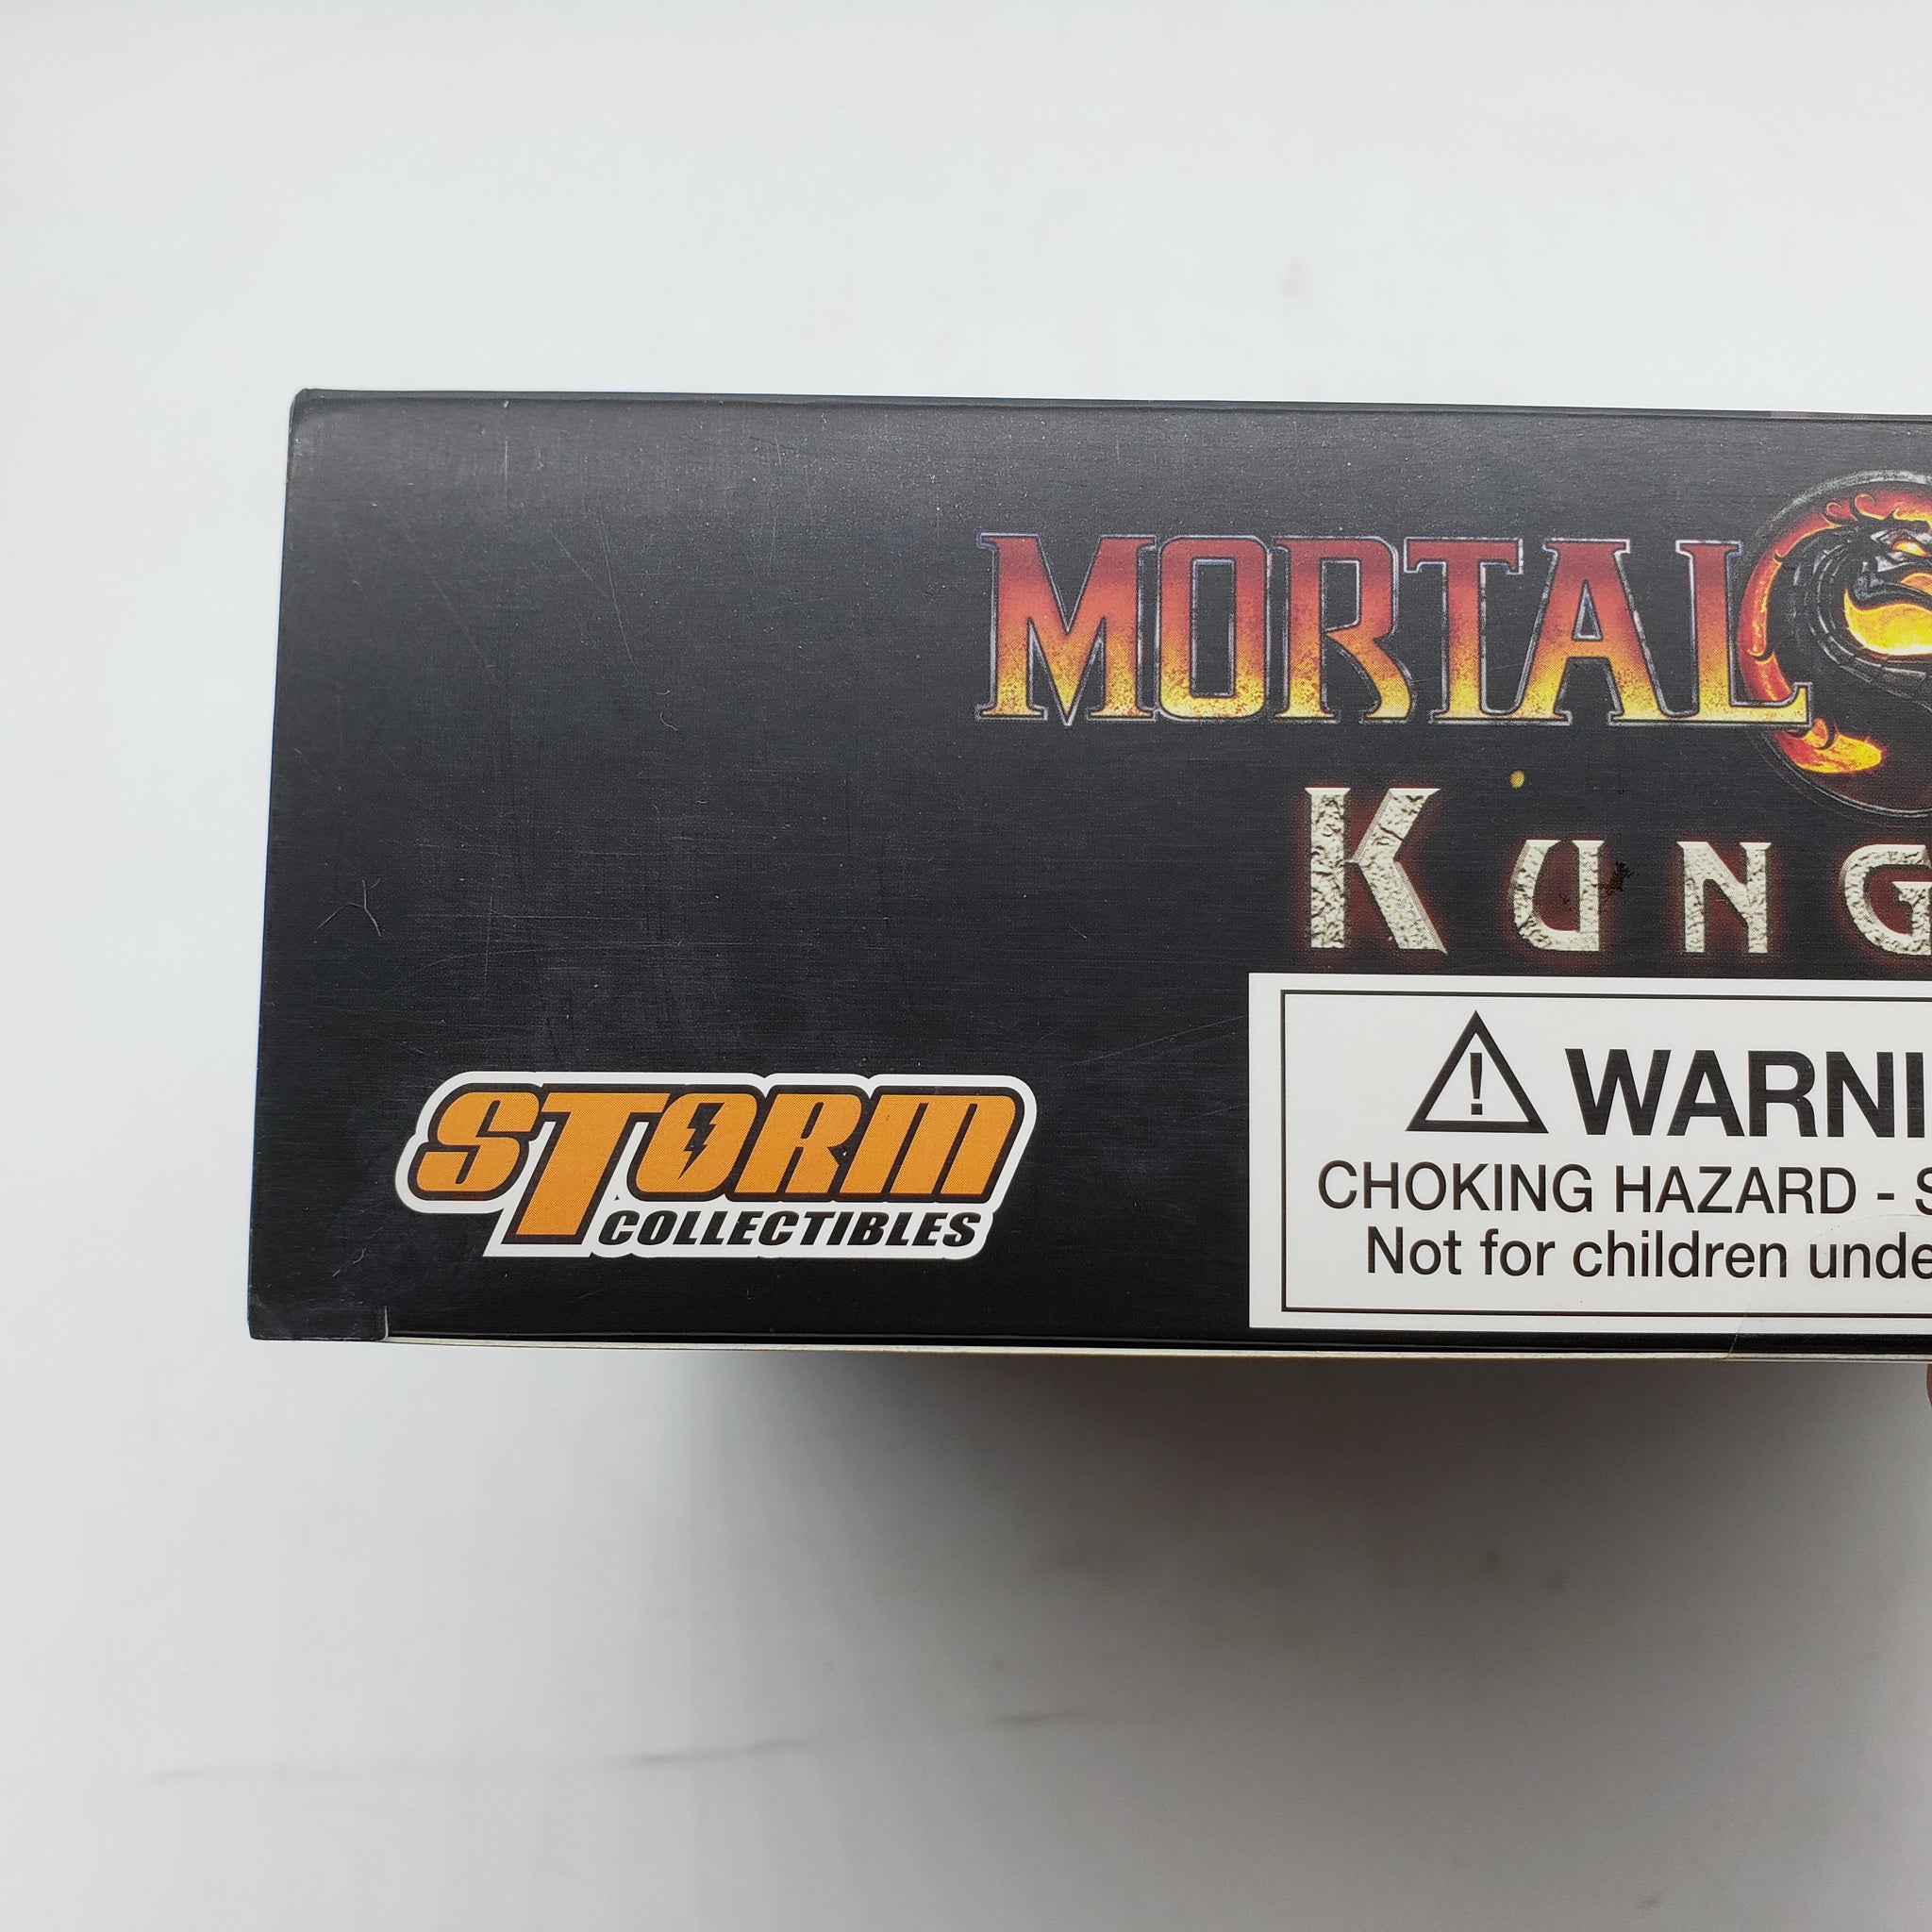 MORTAL
KUNG
STORM
COLLECTIBLES
WARNI
CHOKING HAZARD - S
Not for children unde